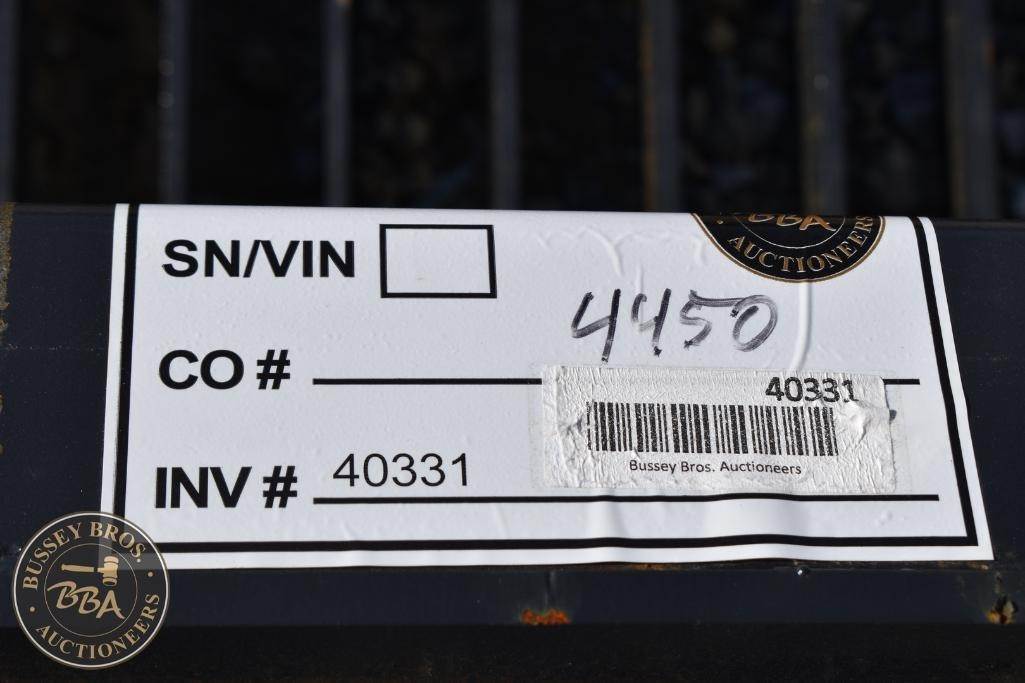 SN/VIN
BBA
AUCTIONEERS
4450
CO #
40331
Bussey Bros. Auctioneers
INV # 40331
BUSSEY BROS.
BBA
AUCTIONEERS